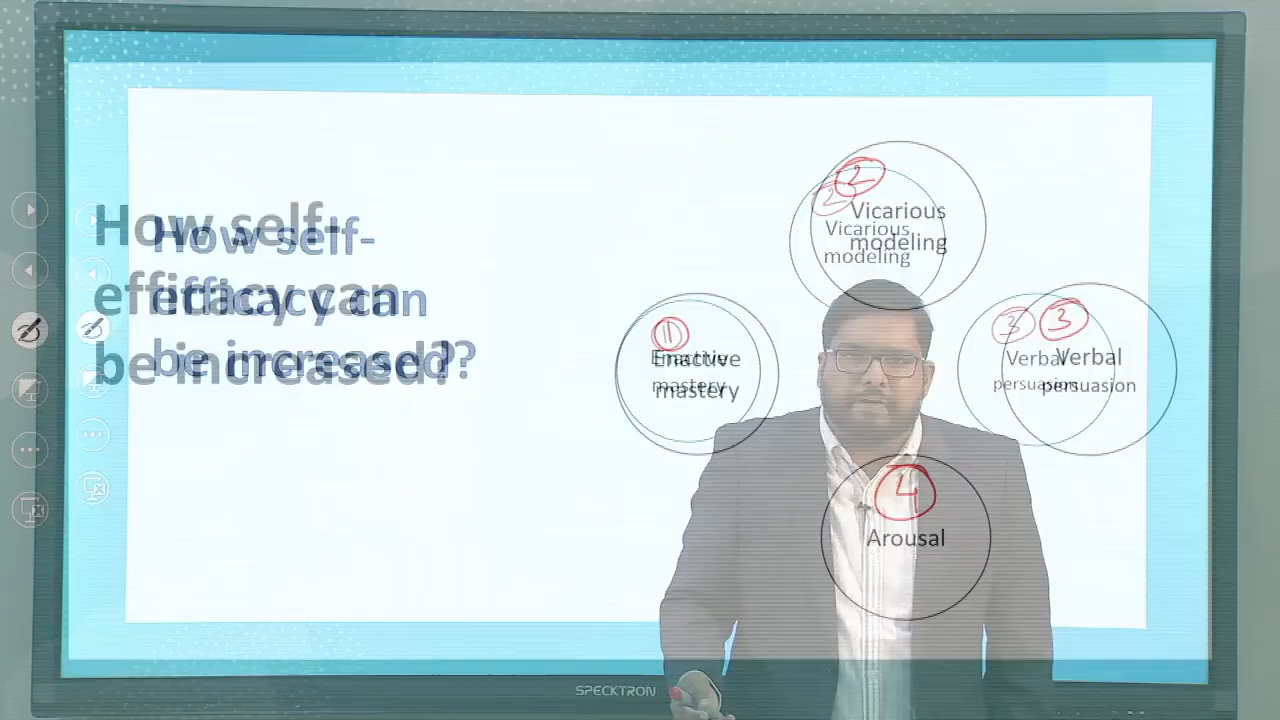 How self-
efficacy can
be increased?
2
Vicarious
modeling
1
Enactive
mastery
3
Verbal
persuasion
4
Arousal
SPECKTRON